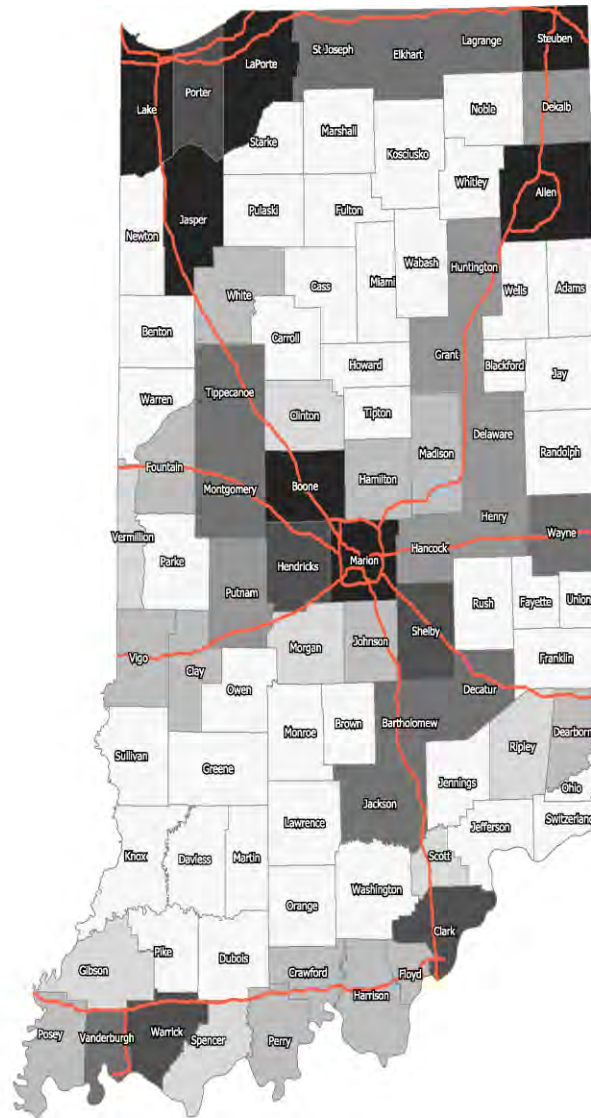 Steuben
St Joseph
Lagrange
Elkhart
LaPorte
Porter
Lake
Noble
Dekalb
Marshall
Starke
Kosciusko
Whitley
Allen
Jasper
Pulaski
Fulton
Newton
Wabash
Huntington
White
Cass
Miami
Wells
Adams
Benton
Carroll
Grant
Howard
Blackford
Jay
Tippecanoe
Warren
Clinton
Tipton
Madison
Delaware
Randolph
Fountain
Boone
Hamilton
Montgomery
Henry
Vermillion
Wayne
Hancock
Marion
Parke
Hendricks
Putnam
Rush
Fayette
Union
Shelby
Morgan
Johnson
Vigo
Clay
Franklin
Owen
Decatur
Bartholomew
Monroe
Brown
Dearborn
Ripley
Sullivan
Greene
Jennings
Ohio
Jackson
Switzerland
Lawrence
Jefferson
Knox
Daviess
Martin
Scott
Washington
Orange
Clark
Pike
Dubois
Gibson
Crawford
Floyd
Harrison
Posey
Vanderburgh
Warrick
Spencer
Perry